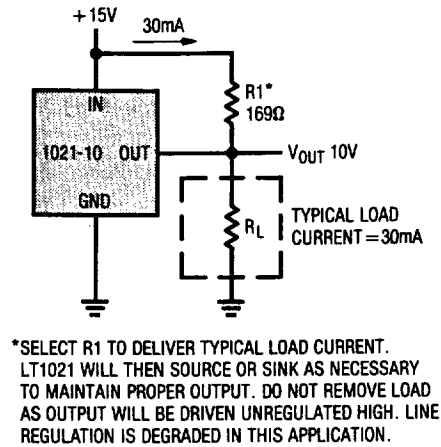 +15V
30mA
R1*
169Ω
IN
1021-10 OUT
VOUT 10V
GND
RL
TYPICAL LOAD
CURRENT=30mA
*SELECT R1 TO DELIVER TYPICAL LOAD CURRENT.
LT1021 WILL THEN SOURCE OR SINK AS NECESSARY
TO MAINTAIN PROPER OUTPUT. DO NOT REMOVE LOAD
AS OUTPUT WILL BE DRIVEN UNREGULATED HIGH. LINE
REGULATION IS DEGRADED IN THIS APPLICATION.